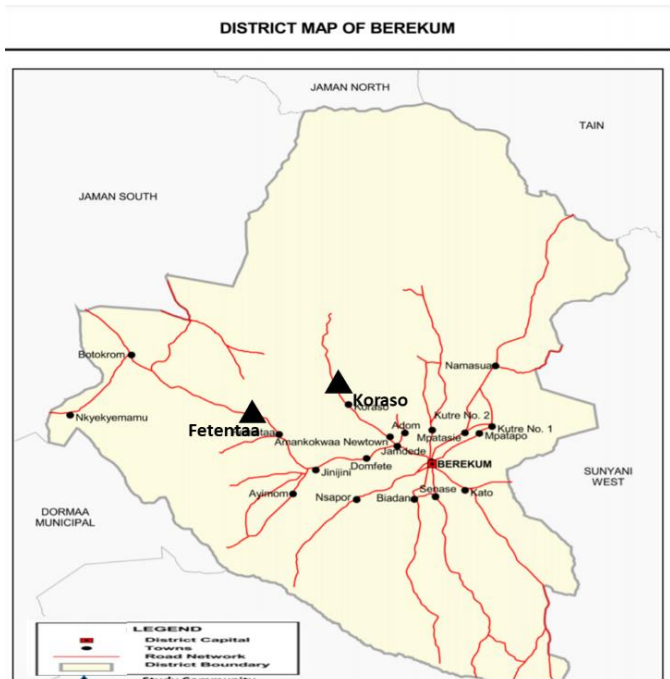 DISTRICT MAP OF BEREKUM
JAMAN NORTH
TAIN
JAMAN SOUTH
Botokrom
Namasua
Koraso
Koraso
Nkyekyemamu
Kutre No. 2
Fetentaa
Adom
Kutre No. 1
Amankokwaa Newtown
Mpatasie
Mpatapo
Jamdede
Domfete
BEREKUM
Jinijini
SUNYANI
WEST
Ayimom
Nsapor
Biadan
Senase
Kato
DORMAA
MUNICIPAL
LEGEND
District Capital
Towns
Road Network
District Boundary
Study Community